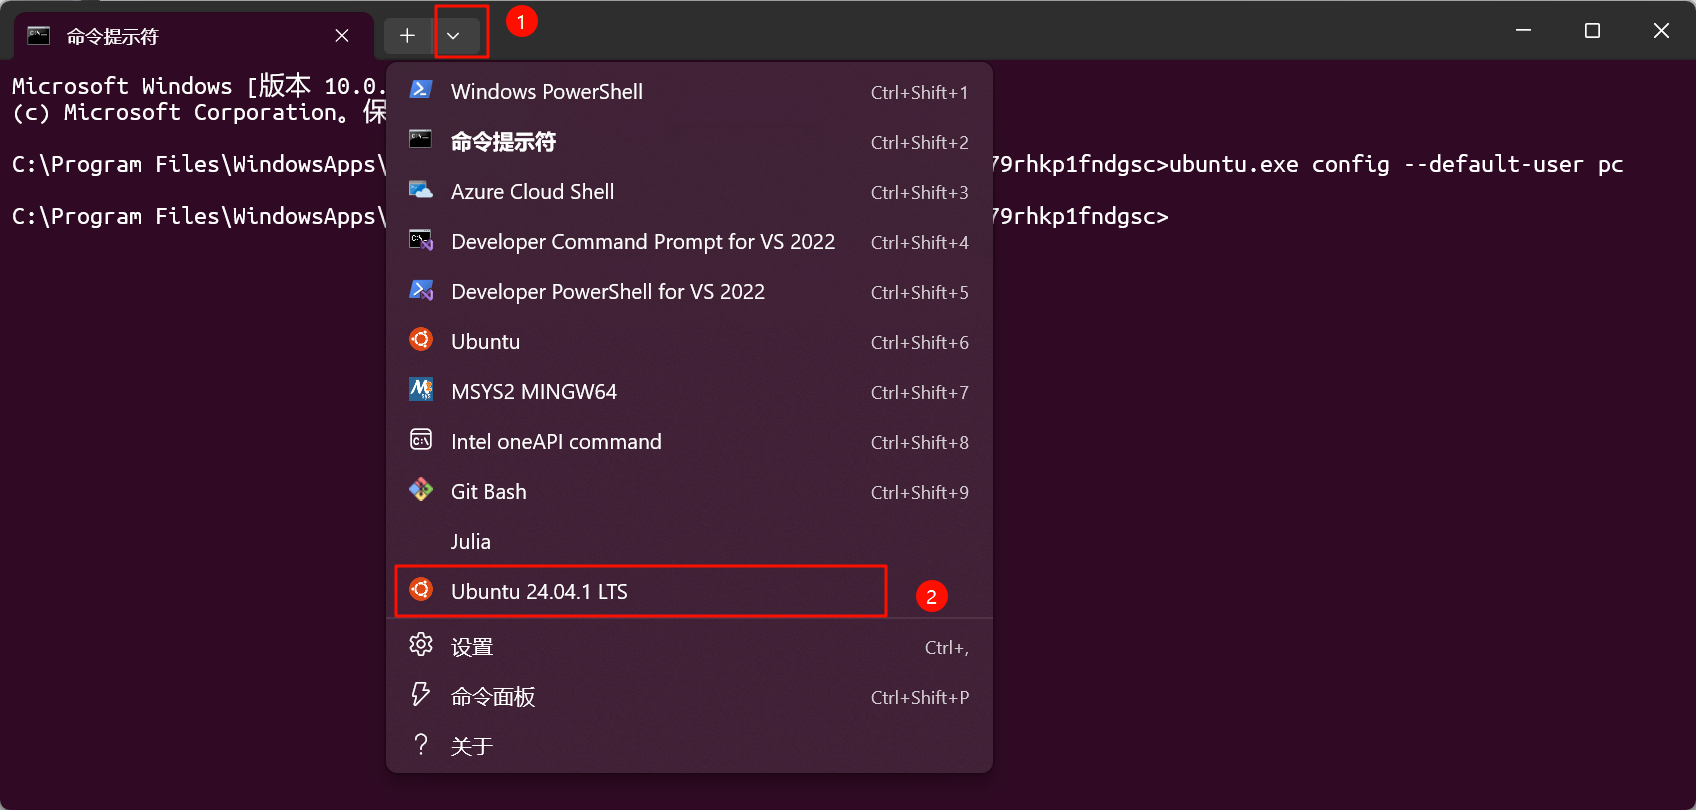 命令提示符
1
Microsoft Windows [版本 10.0.
(c) Microsoft Corporation。保
C:\Program Files\WindowsApps\ 79rhkp1fndgsc>ubuntu.exe config --default-user pc
C:\Program Files\WindowsApps\ 79rhkp1fndgsc>
Windows PowerShell Ctrl+Shift+1
命令提示符 Ctrl+Shift+2
Azure Cloud Shell Ctrl+Shift+3
Developer Command Prompt for VS 2022 Ctrl+Shift+4
Developer PowerShell for VS 2022 Ctrl+Shift+5
Ubuntu Ctrl+Shift+6
MSYS2 MINGW64 Ctrl+Shift+7
Intel oneAPI command Ctrl+Shift+8
Git Bash Ctrl+Shift+9
Julia
Ubuntu 24.04.1 LTS 2
设置 Ctrl+,
命令面板 Ctrl+Shift+P
关于